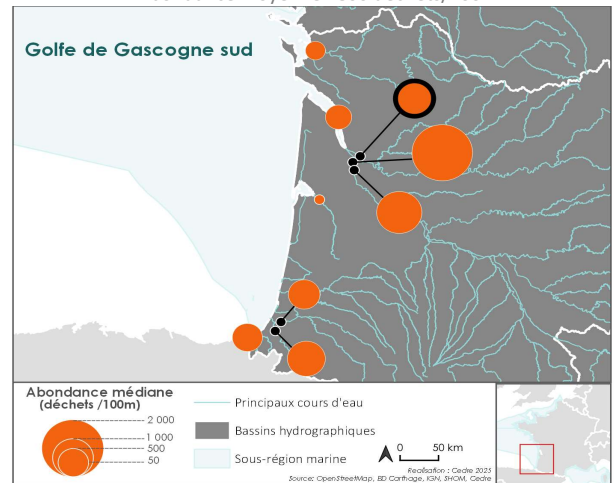 Golfe de Gascogne sud
Abondance médiane
(déchets /100m)
2 000
1 000
500
50
Principaux cours d'eau
Bassins hydrographiques
Sous-région marine
0 50 km
Realisation : Cedre 2025
Source: OpenStreetMap, BD Carthage, IGN, SHOM, Cedre